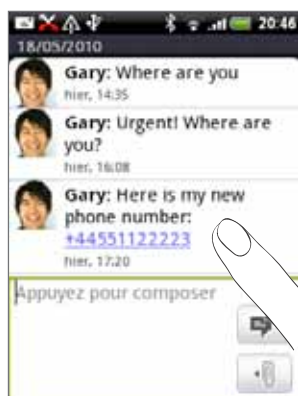 20:46
18/05/2010
Gary: Where are you
hier, 14:35
Gary: Urgent! Where are
you?
hier, 16:08
Gary: Here is my new
phone number:
+44551122223
hier, 17:20
Appuyez pour composer